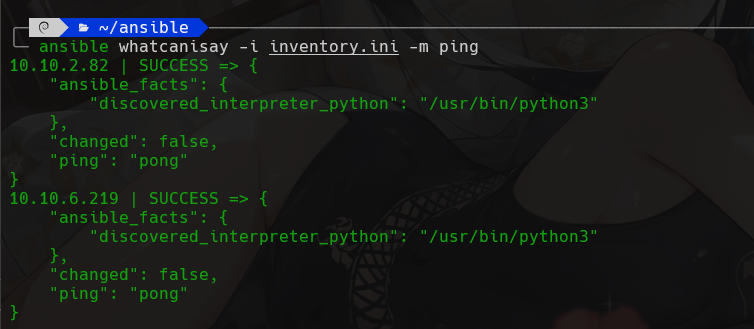 ~/ansible
ansible whatcanisay -i inventory.ini -m ping
10.10.2.82 | SUCCESS => {
    "ansible_facts": {
        "discovered_interpreter_python": "/usr/bin/python3"
    },
    "changed": false,
    "ping": "pong"
}
10.10.6.219 | SUCCESS => {
    "ansible_facts": {
        "discovered_interpreter_python": "/usr/bin/python3"
    },
    "changed": false,
    "ping": "pong"
}